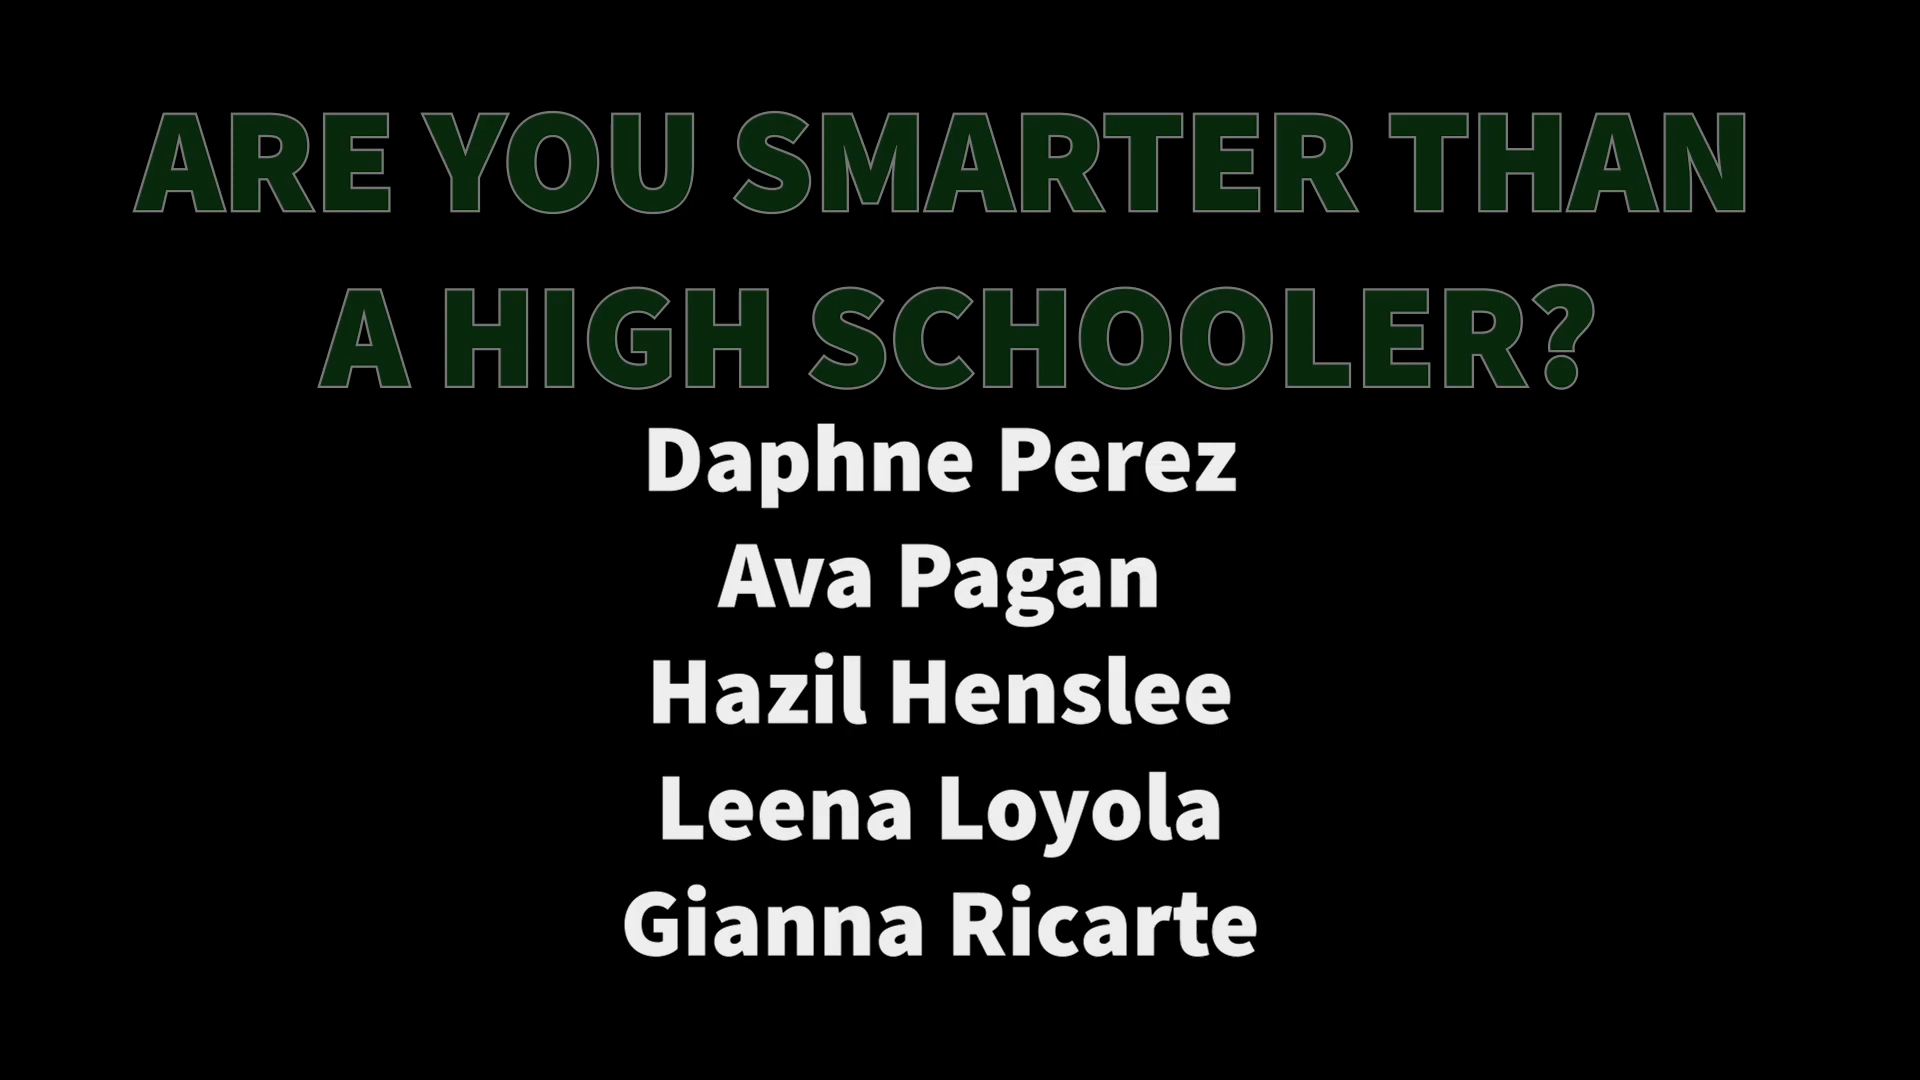 ARE YOU SMARTER THAN
A HIGH SCHOOLER?
Daphne Perez
Ava Pagan
Hazil Henslee
Leena Loyola
Gianna Ricarte